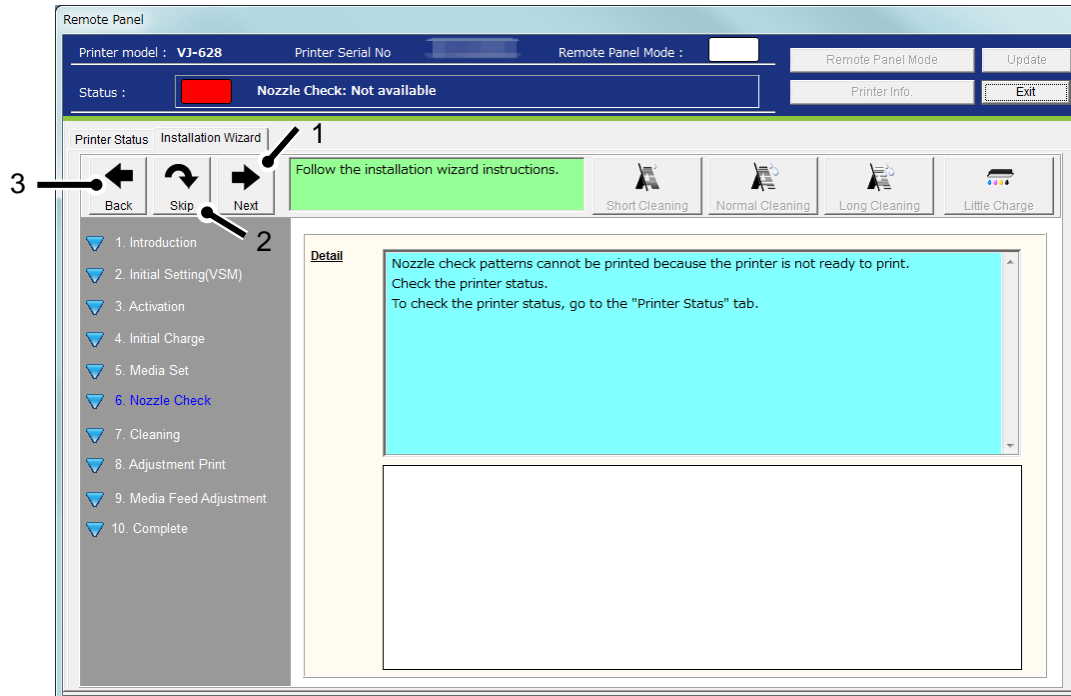 Remote Panel
Printer model : VJ-628
Printer Serial No
Remote Panel Mode :
Remote Panel Mode
Update
Status :
Nozzle Check: Not available
Printer Info.
Exit
Printer Status
Installation Wizard
1
3
Back
Skip
Next
2
Follow the installation wizard instructions.
Short Cleaning
Normal Cleaning
Long Cleaning
Little Charge
1. Introduction
2. Initial Setting(VSM)
3. Activation
4. Initial Charge
5. Media Set
6. Nozzle Check
7. Cleaning
8. Adjustment Print
9. Media Feed Adjustment
10. Complete
Detail
Nozzle check patterns cannot be printed because the printer is not ready to print.
Check the printer status.
To check the printer status, go to the "Printer Status" tab.